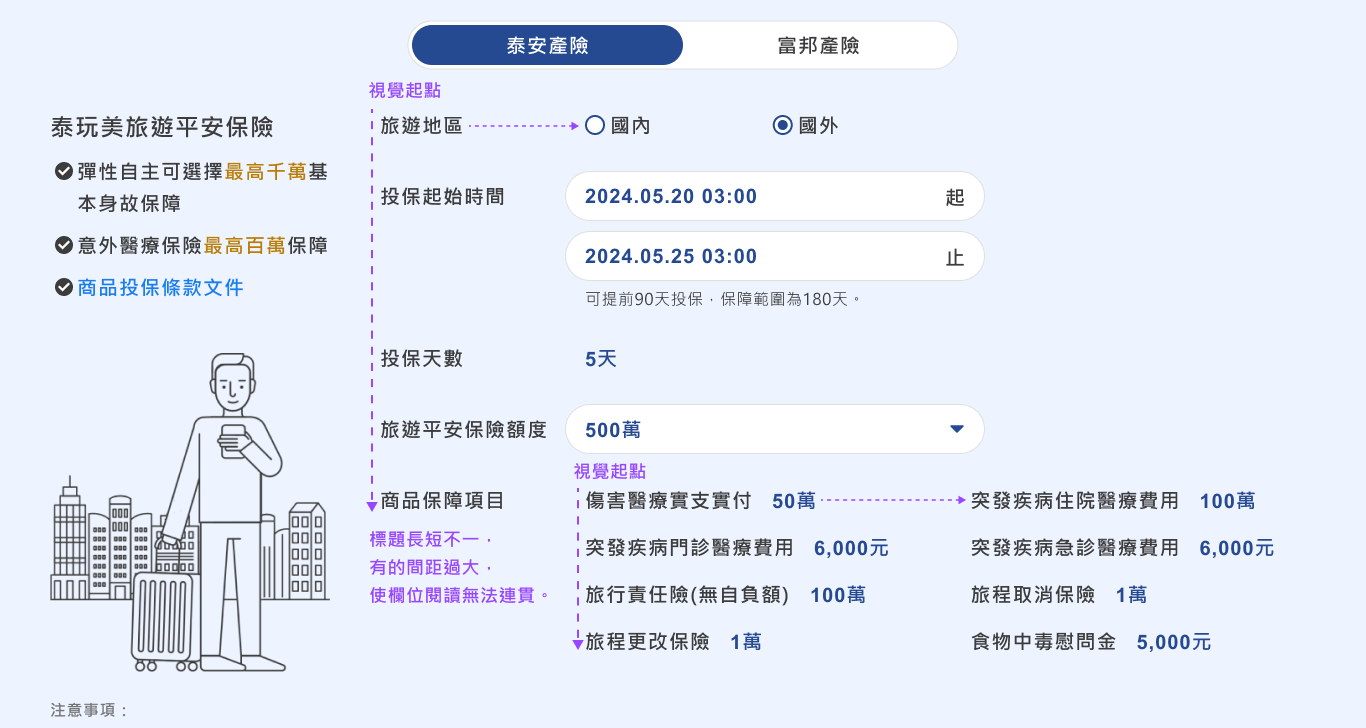 泰安產險 富邦產險
視覺起點
泰玩美旅遊平安保險
彈性自主可選擇最高千萬基
本身故保障
意外醫療保險最高百萬保障
商品投保條款文件
旅遊地區 國內 國外
投保起始時間 2024.05.20 03:00 起
2024.05.25 03:00 止
可提前90天投保，保障範圍為180天。
投保天數 5天
旅遊平安保險額度 500萬
視覺起點
商品保障項目 傷害醫療實支實付 50萬 突發疾病住院醫療費用 100萬
標題長短不一，
有的間距過大，
使欄位閱讀無法連貫。
突發疾病門診醫療費用 6,000元 突發疾病急診醫療費用 6,000元
旅行責任險(無自負額) 100萬 旅程取消保險 1萬
旅程更改保險 1萬 食物中毒慰問金 5,000元
注意事項：